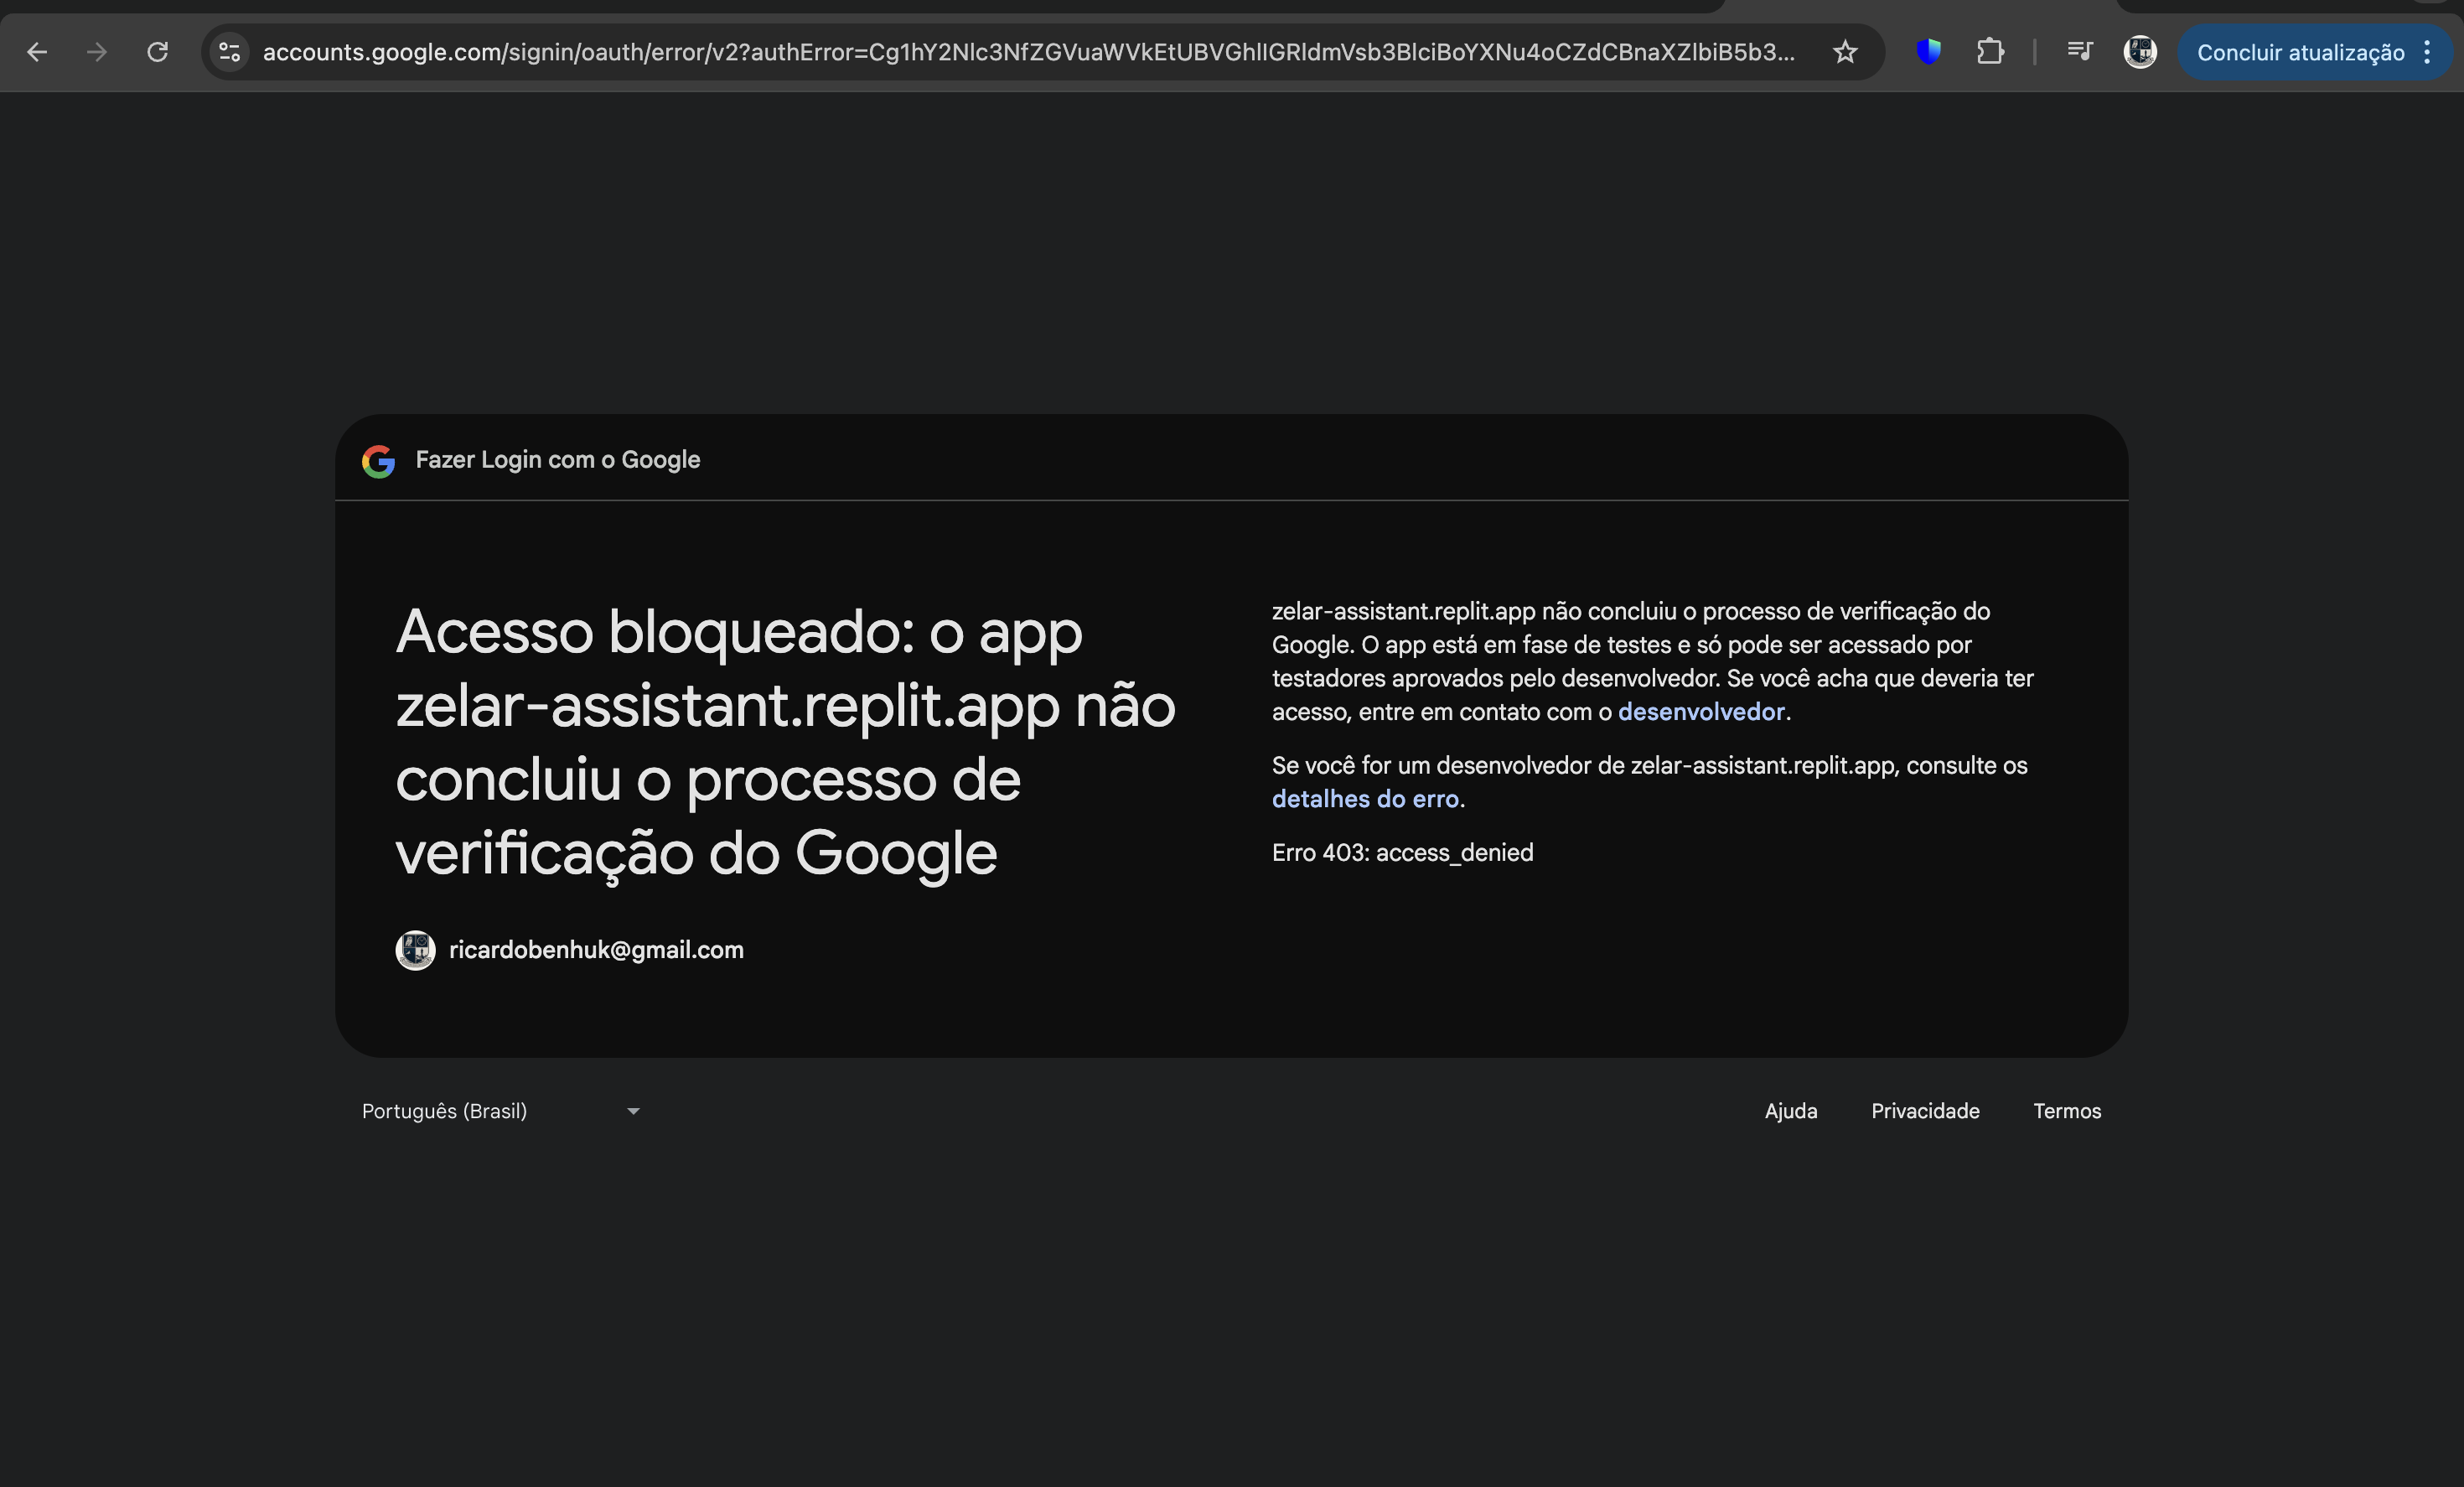 accounts.google.com/signin/oauth/error/v2?authError=Cg1hY2Nlc3NfZGVuaWVkEtUBVGhlIGRldmVsb3BlciBoYXNu4oCZdCBnaXZlbiB5b3...
Concluir atualização
Fazer Login com o Google
Acesso bloqueado: o app
zelar-assistant.replit.app não
concluiu o processo de
verificação do Google
ricardobenhuk@gmail.com
zelar-assistant.replit.app não concluiu o processo de verificação do
Google. O app está em fase de testes e só pode ser acessado por
testadores aprovados pelo desenvolvedor. Se você acha que deveria ter
acesso, entre em contato com o desenvolvedor.
Se você for um desenvolvedor de zelar-assistant.replit.app, consulte os
detalhes do erro.
Erro 403: access_denied
Português (Brasil)
Ajuda
Privacidade
Termos